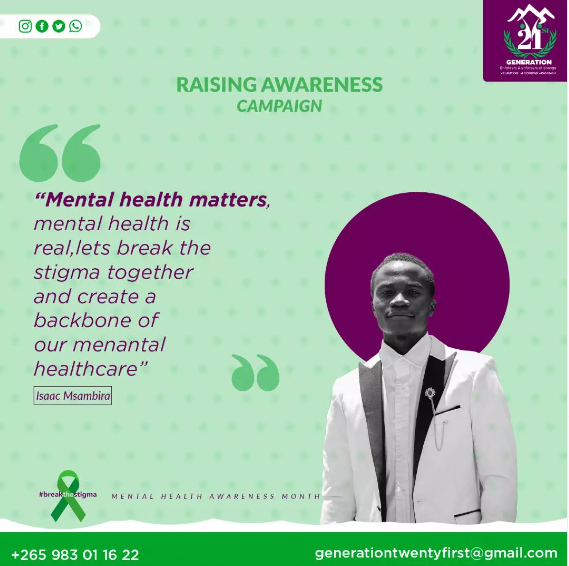 21
GENERATION
RAISING AWARENESS
CAMPAIGN
“Mental health matters,
mental health is
real,lets break the
stigma together
and create a
backbone of
our menantal
healthcare”
Isaac Msambira
#breakthestigma
MENTAL HEALTH AWARENESS MONTH
+265 983 01 16 22
generationtwentyfirst@gmail.com